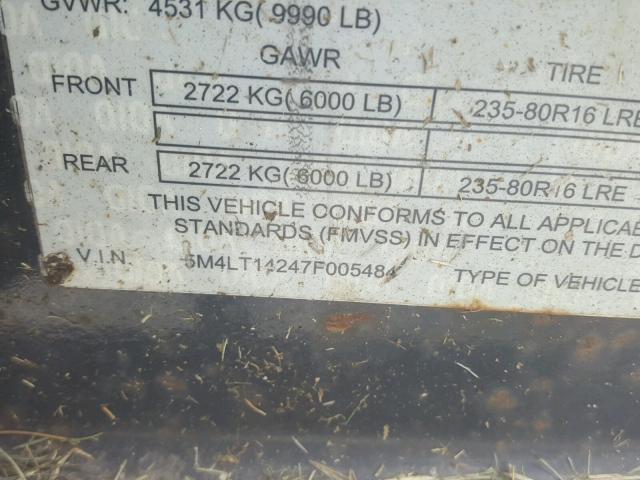 GVWR: 4531 KG( 9990 LB)
GAWR TIRE
FRONT 2722 KG( 6000 LB) 235-80R16 LRE
REAR 2722 KG( 6000 LB) 235-80R16 LRE
THIS VEHICLE CONFORMS TO ALL APPLICAB
STANDARDS (FMVSS) IN EFFECT ON THE D
V.I.N. 5M4LT14247F005484 TYPE OF VEHICLE